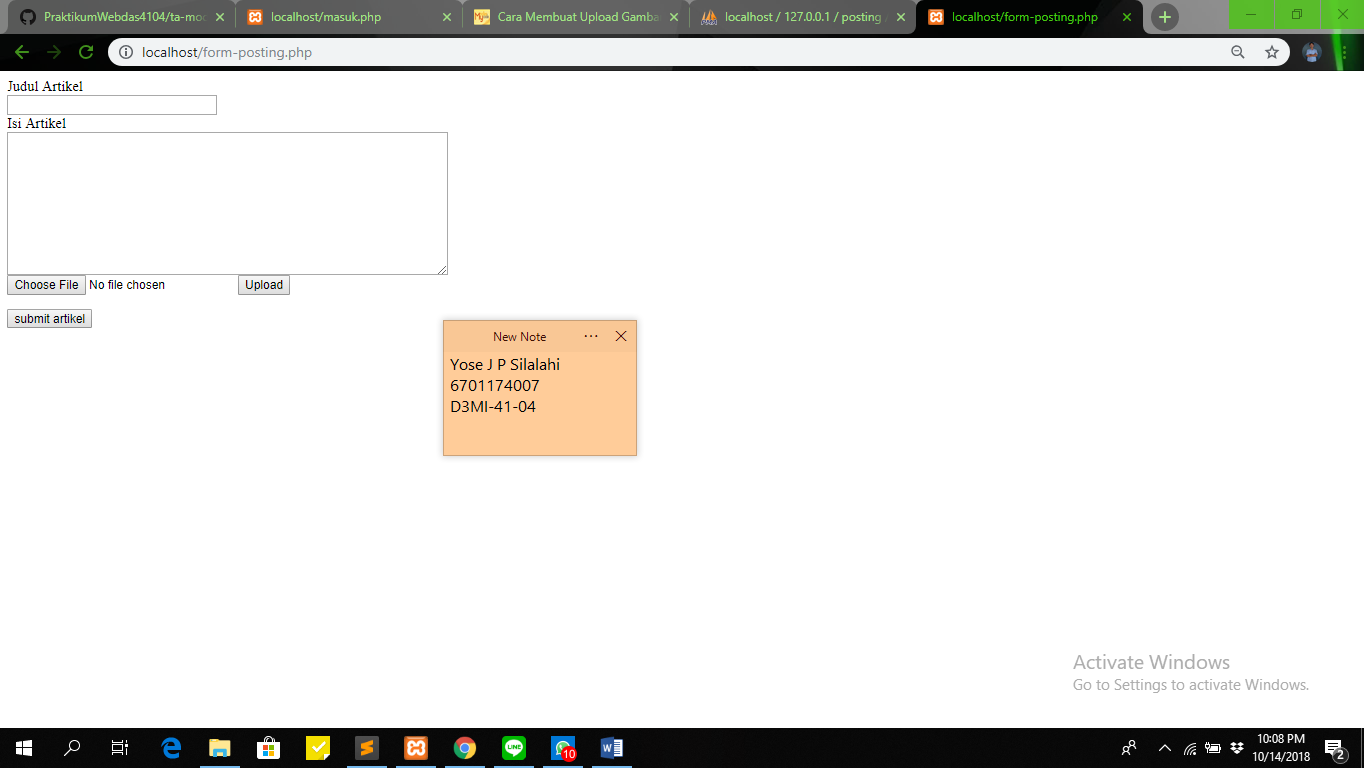 PraktikumWebdas4104/ta-mod
localhost/masuk.php
Cara Membuat Upload Gamba
localhost / 127.0.0.1 / posting
localhost/form-posting.php
localhost/form-posting.php
Judul Artikel
Isi Artikel
Choose File No file chosen Upload
submit artikel
New Note
Yose J P Silalahi
6701174007
D3MI-41-04
Activate Windows
Go to Settings to activate Windows.
10
10:08 PM
10/14/2018
2